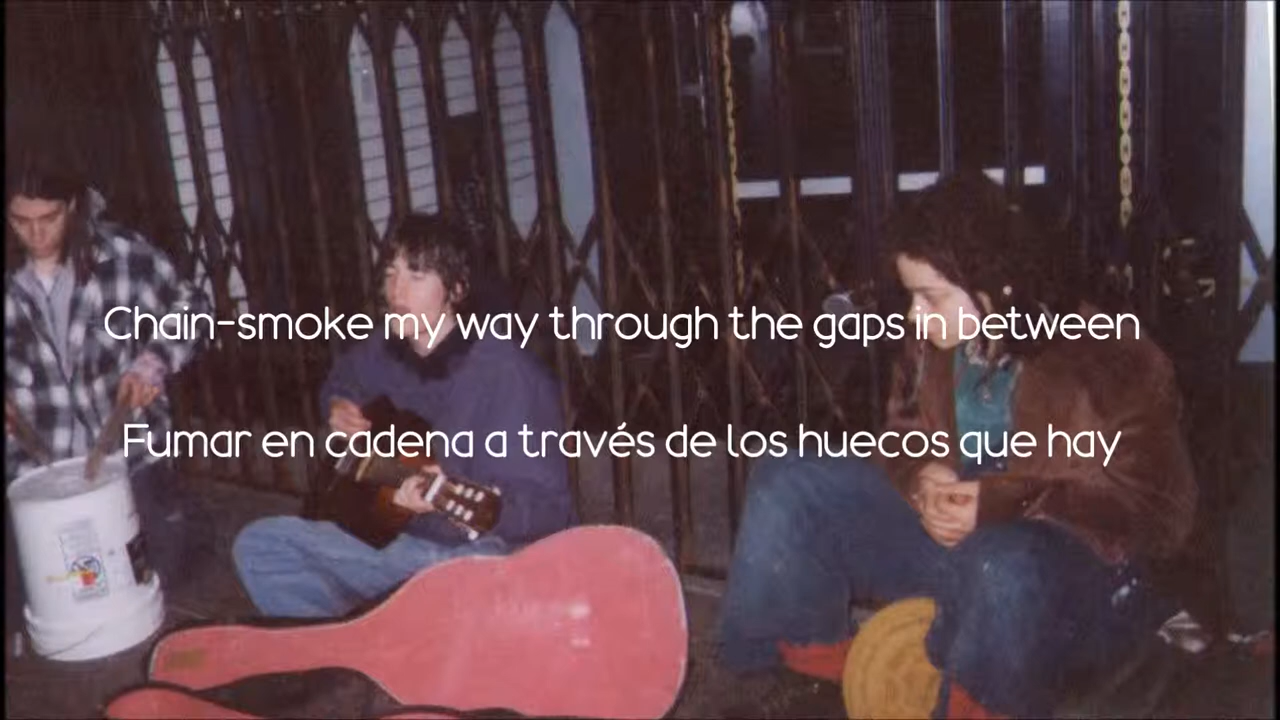 Chain-smoke my way through the gaps in between
Fumar en cadena a través de los huecos que hay